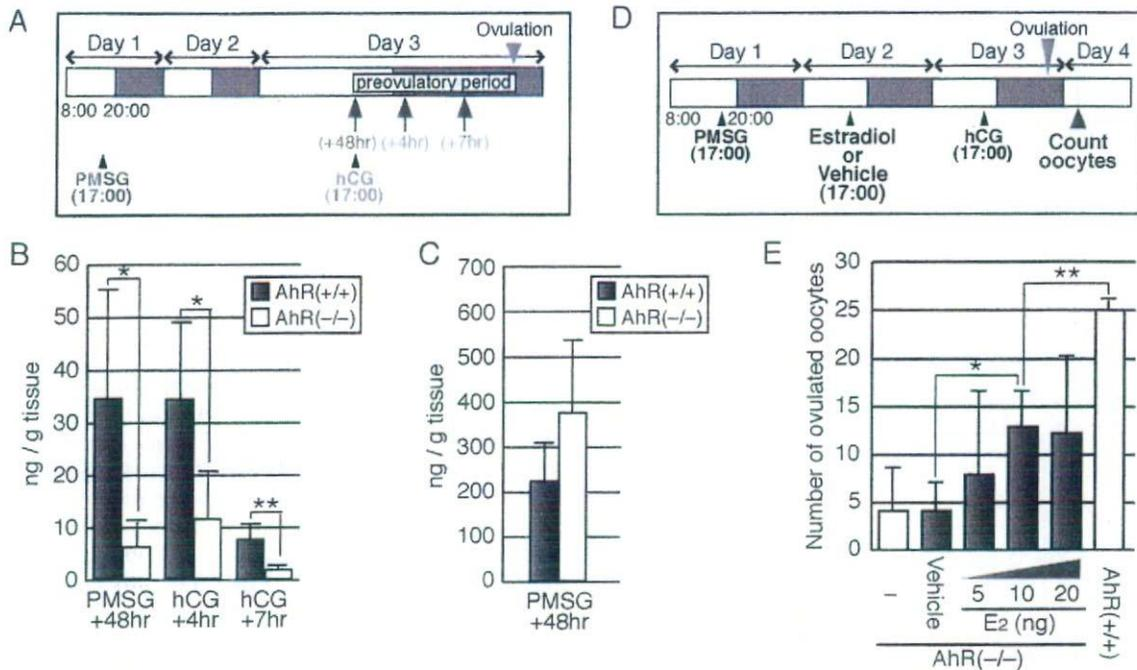 A
Ovulation
Day 1
Day 2
Day 3
preovulatory period
8:00 20:00
(+48hr)
(+4hr)
(+7hr)
PMSG
(17:00)
hCG
(17:00)
D
Ovulation
Day 1
Day 2
Day 3
Day 4
8:00
20:00
PMSG
(17:00)
Estradiol
or
Vehicle
(17:00)
hCG
(17:00)
Count
oocytes
B
60
50
40
30
20
10
0
ng / g tissue
*
*
**
AhR(+/+)
AhR(−/−)
PMSG
+48hr
hCG
+4hr
hCG
+7hr
C
700
600
500
400
300
200
100
0
ng / g tissue
AhR(+/+)
AhR(−/−)
PMSG
+48hr
E
30
25
20
15
10
5
0
Number of ovulated oocytes
*
**
−
Vehicle
5
10
20
E2 (ng)
AhR(−/−)
AhR(+/+)